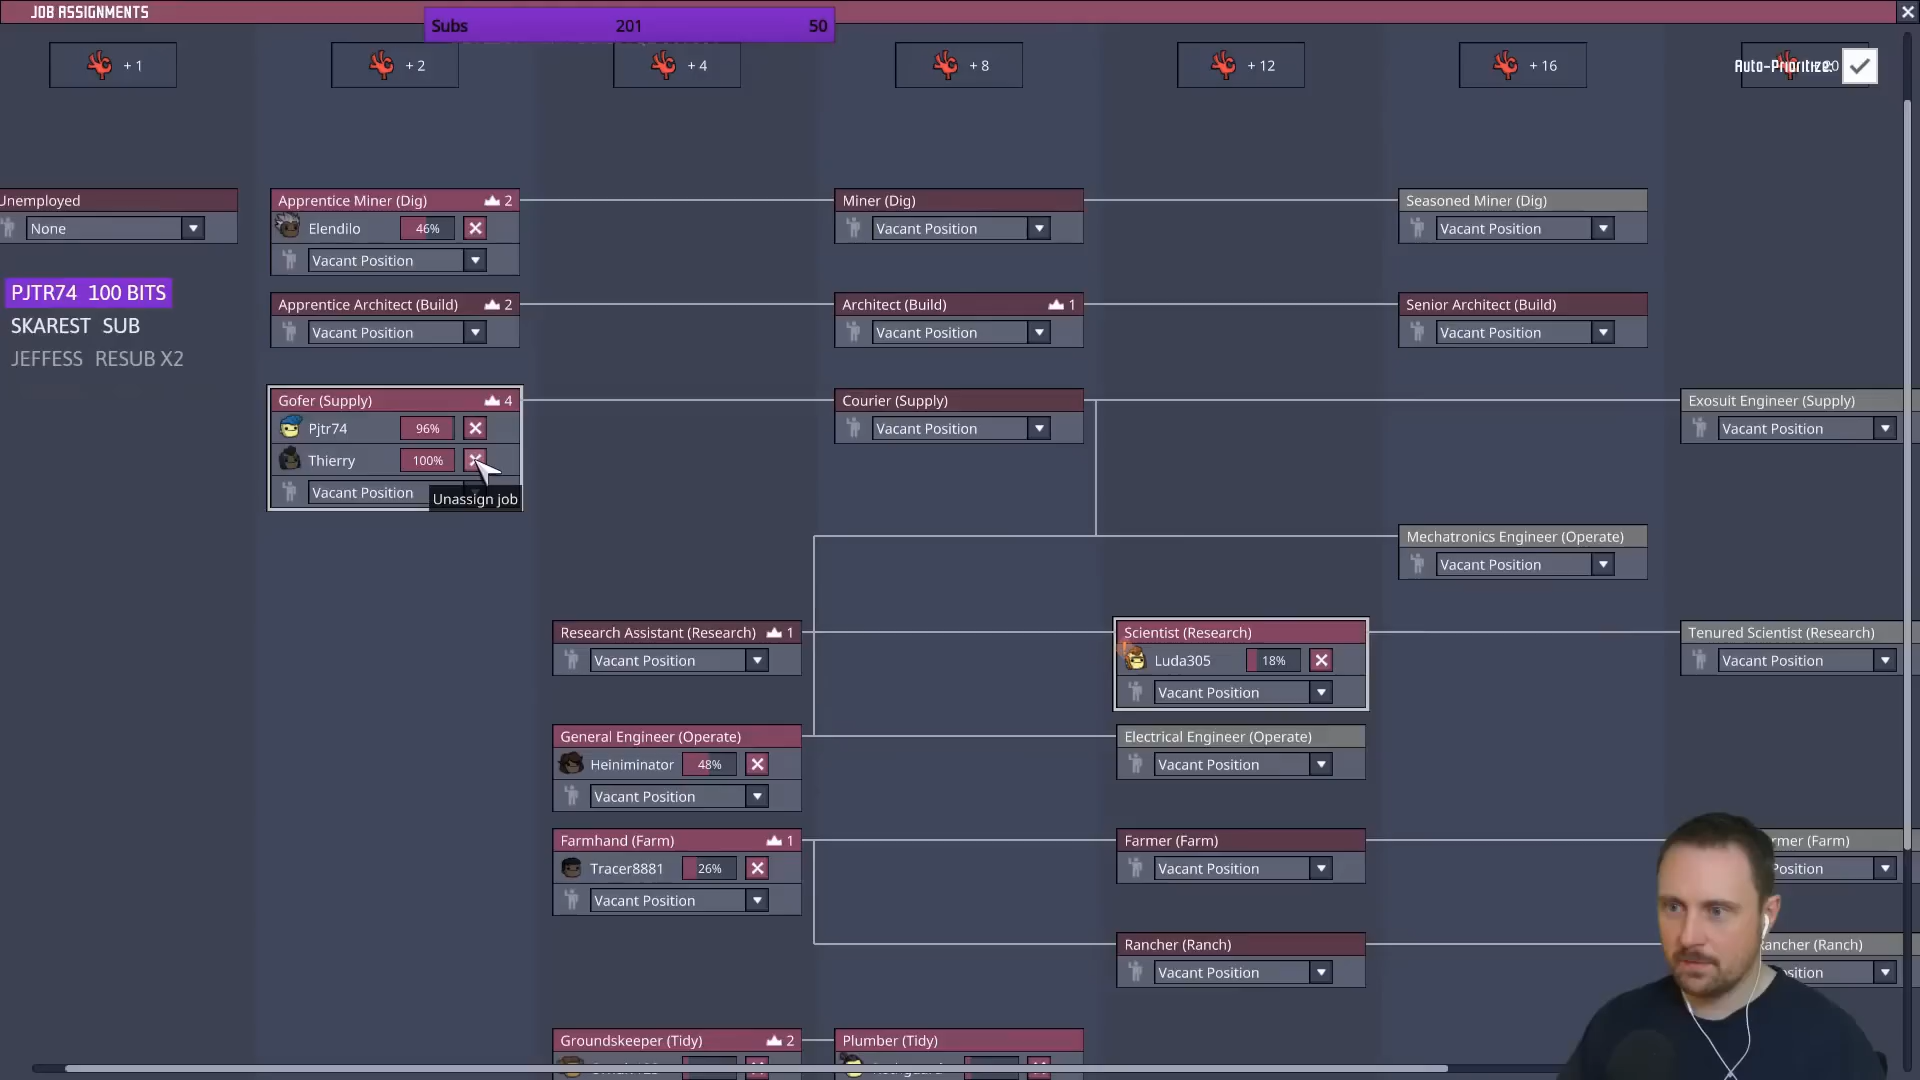 JOB ASSIGNMENTS
Subs 201 50
+ 1
+ 2
+ 4
+ 8
+ 12
+ 16
Auto-Prioritize:
Unemployed
None
Apprentice Miner (Dig) 2
Elendilo 46%
Vacant Position
Miner (Dig)
Vacant Position
Seasoned Miner (Dig)
Vacant Position
PJTR74 100 BITS
SKAREST SUB
JEFFESS RESUB X2
Apprentice Architect (Build) 2
Vacant Position
Architect (Build) 1
Vacant Position
Senior Architect (Build)
Vacant Position
Gofer (Supply) 4
Pjtr74 96%
Thierry 100%
Vacant Position
Unassign job
Courier (Supply)
Vacant Position
Exosuit Engineer (Supply)
Vacant Position
Mechatronics Engineer (Operate)
Vacant Position
Research Assistant (Research) 1
Vacant Position
Scientist (Research)
Luda305 18%
Vacant Position
Tenured Scientist (Research)
Vacant Position
General Engineer (Operate)
Heiniminator 48%
Vacant Position
Electrical Engineer (Operate)
Vacant Position
Farmhand (Farm) 1
Tracer8881 26%
Vacant Position
Farmer (Farm)
Vacant Position
rmer (Farm)
Position
Rancher (Ranch)
Vacant Position
ancher (Ranch)
sition
Groundskeeper (Tidy) 2
Plumber (Tidy)